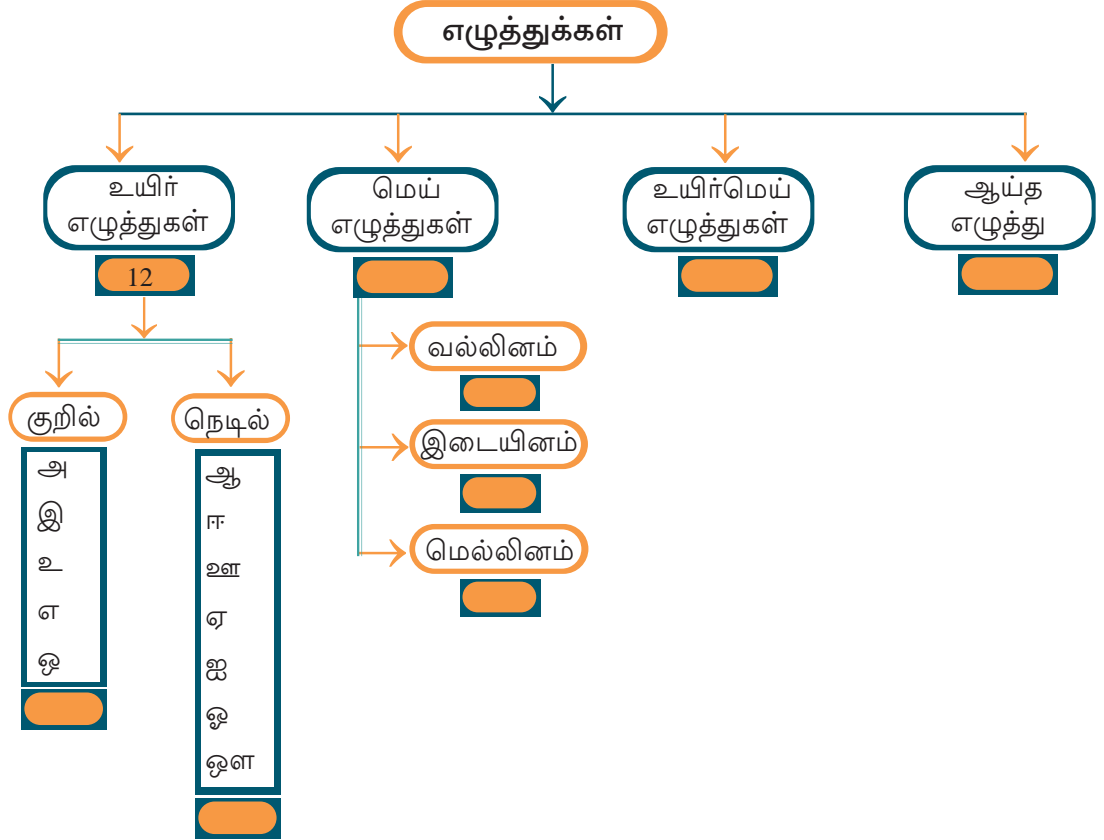 எழுத்துக்கள்
உயிர்
எழுத்துகள்
12
மெய்
எழுத்துகள்
உயிர்மெய்
எழுத்துகள்
ஆய்த
எழுத்து
குறில்
அ
இ
உ
எ
ஒ
நெடில்
ஆ
ஈ
ஊ
ஏ
ஐ
ஓ
ஔ
வல்லினம்
இடையினம்
மெல்லினம்